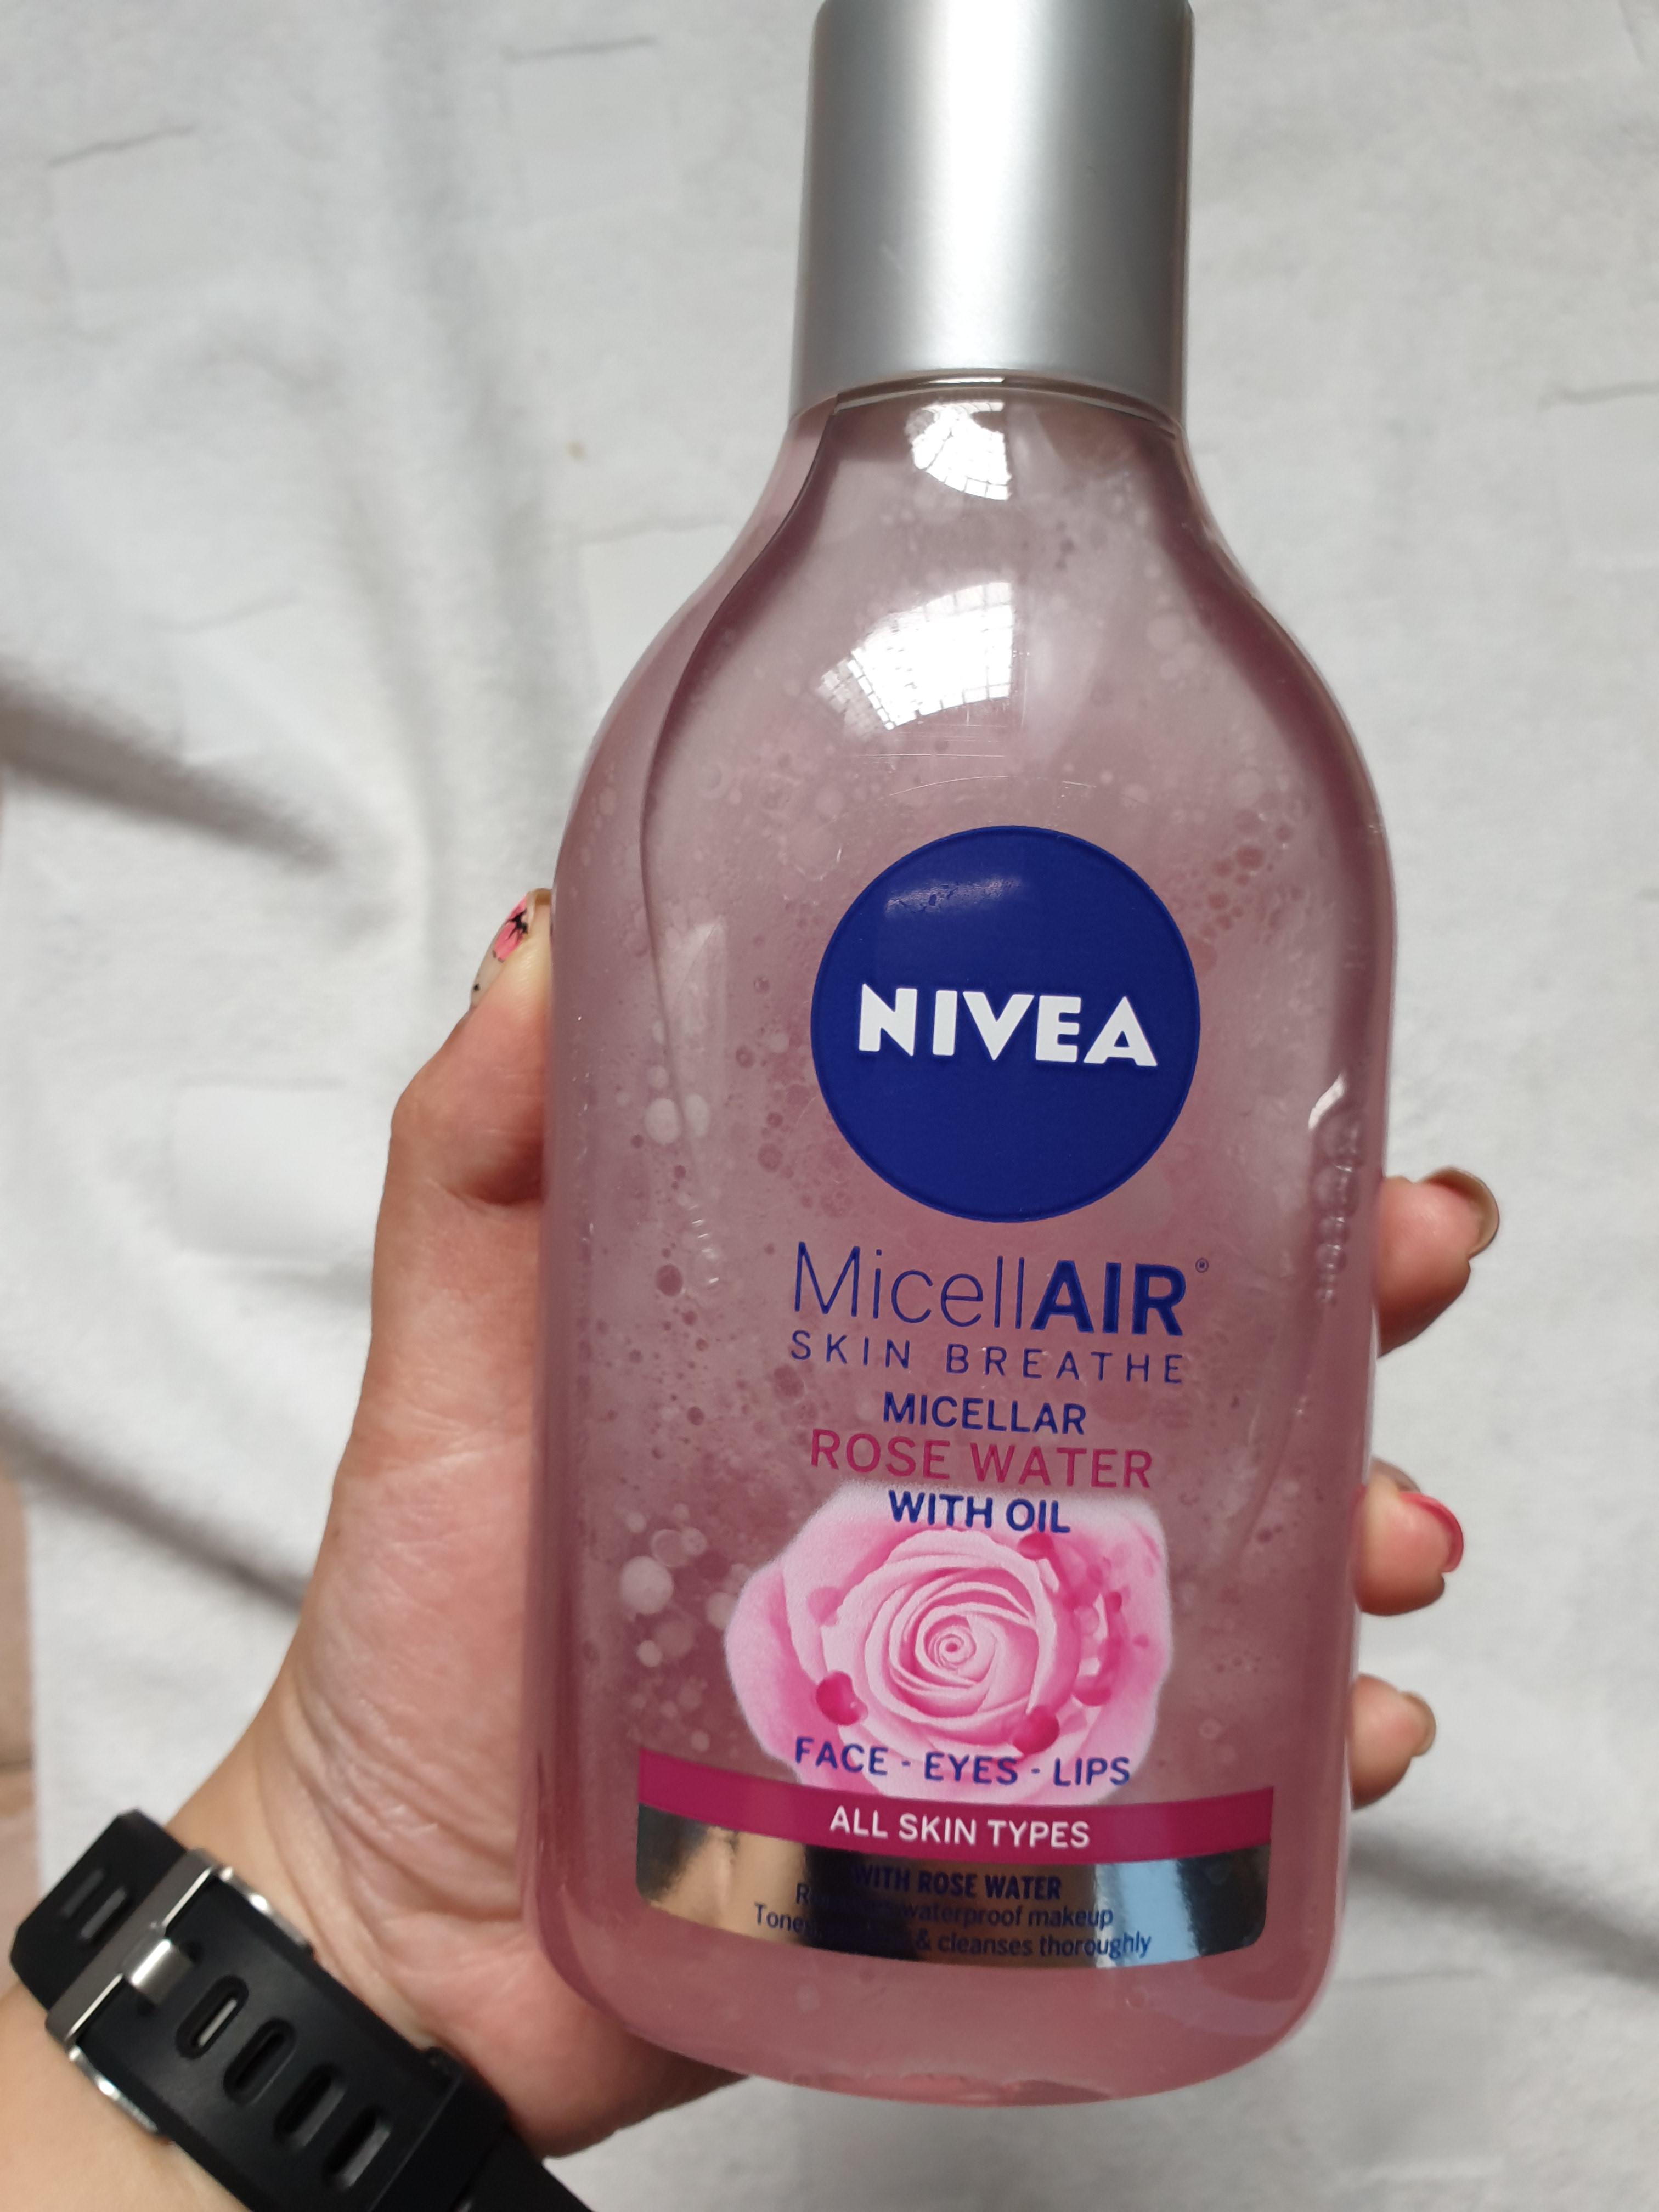 NIVEA
MicellAIR®
SKIN BREATHE
MICELLAR
ROSE WATER
WITH OIL
FACE - EYES - LIPS
ALL SKIN TYPES
WITH ROSE WATER
waterproof makeup
& cleanses thoroughly